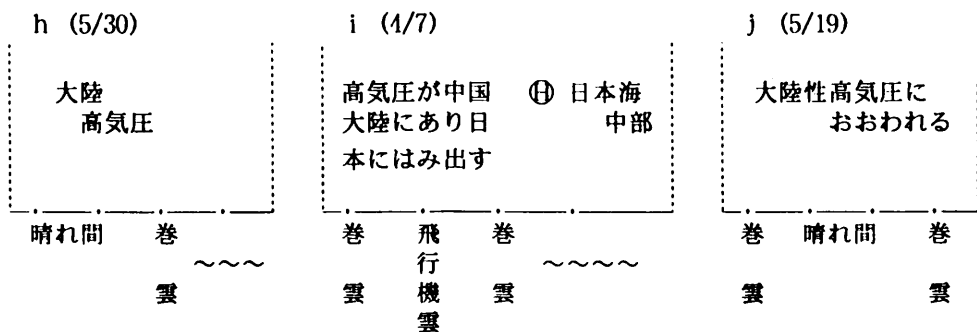 h (5/30)
大陸
高気圧
晴れ間 巻雲 〜〜〜
i (4/7)
高気圧が中国
大陸にあり日
本にはみ出す
Ⓗ 日本海
中部
巻雲 飛行機雲 巻雲 〜〜〜〜
j (5/19)
大陸性高気圧に
おおわれる
巻雲 晴れ間 巻雲